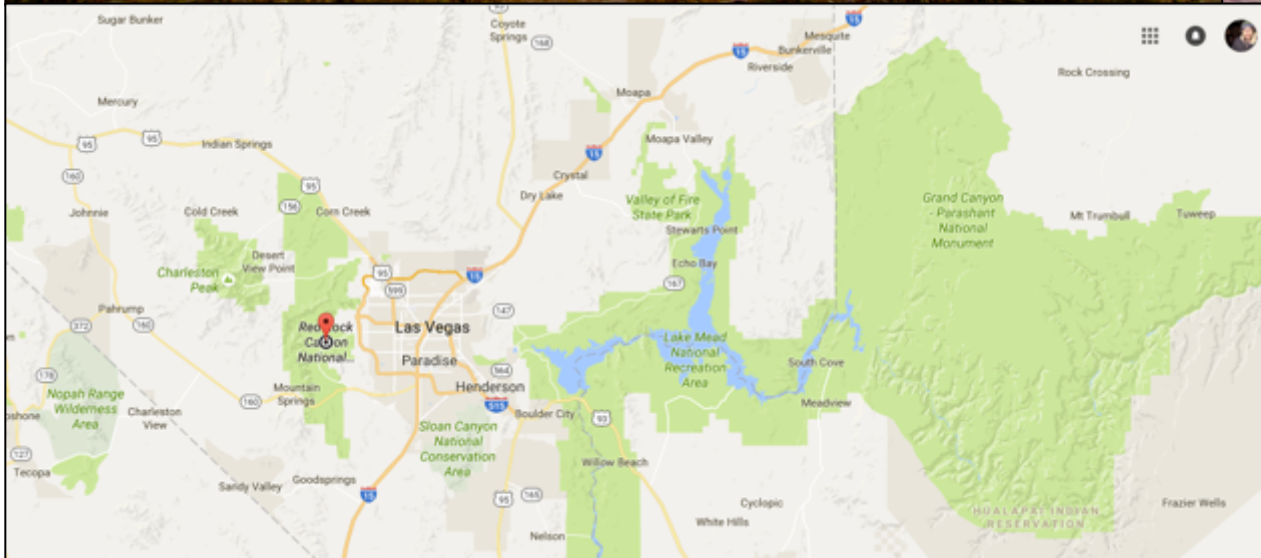 Sugar Bunker
Coyote
Springs
93
168
15
Mesquite
Bunkerville
Riverside
15
Rock Crossing
Mercury
Moapa
95
95
Indian Springs
Moapa Valley
15
160
Crystal
95
Dry Lake
Johnnie
Cold Creek
156
Corn Creek
Valley of Fire
State Park
Stewarts Point
Grand Canyon
- Parashant
National
Monument
Mt Trumbull
Tuweep
Desert
View Point
Charleston
Peak
95
15
Echo Bay
599
167
Pahrump
147
372
160
Red Rock
Canyon
National...
Las Vegas
Paradise
Lake Mead
National
Recreation
Area
South Cove
564
176
Nopah Range
Wilderness
Area
Mountain
Springs
160
Henderson
515
Meadview
oshone
Charleston
View
Boulder City
93
Sloan Canyon
National
Conservation
Area
127
Tecopa
Willow Beach
Goodsprings
Sandy Valley
15
95
165
Cyclopic
Frazier Wells
White Hills
HUALAPAI INDIAN
RESERVATION
Nelson